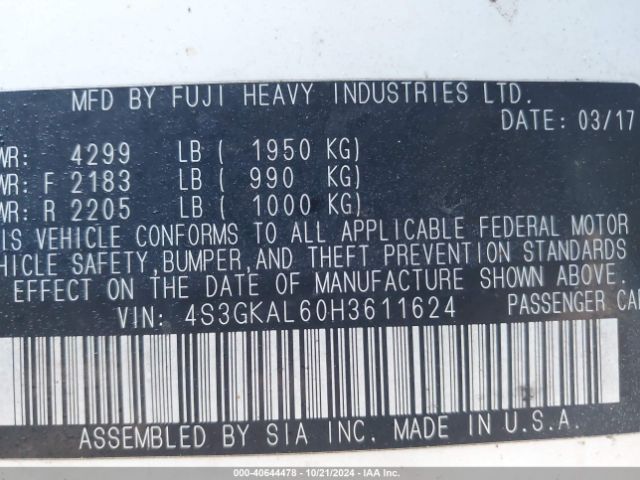 MFD BY FUJI HEAVY INDUSTRIES LTD.
DATE: 03/17
WR: 4299 LB ( 1950 KG)
WR: F 2183 LB ( 990 KG)
WR: R 2205 LB ( 1000 KG)
IS VEHICLE CONFORMS TO ALL APPLICABLE FEDERAL MOTOR
HICLE SAFETY,BUMPER,AND THEFT PREVENTION STANDARDS
EFFECT ON THE DATE OF MANUFACTURE SHOWN ABOVE.
VIN: 4S3GKAL60H3611624 PASSENGER CAR
ASSEMBLED BY SIA INC. MADE IN U.S.A.
000-40644478 - 10/21/2024 - IAA Inc.